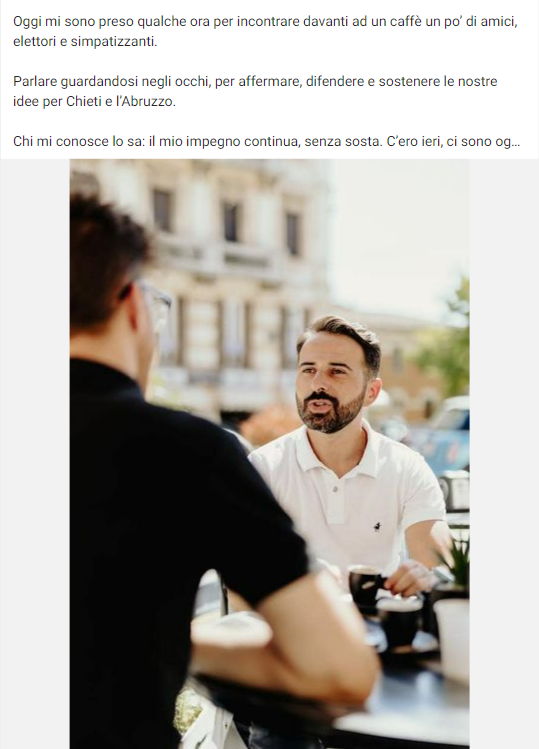 Oggi mi sono preso qualche ora per incontrare davanti ad un caffè un po’ di amici,
elettori e simpatizzanti.
Parlare guardandosi negli occhi, per affermare, difendere e sostenere le nostre
idee per Chieti e l’Abruzzo.
Chi mi conosce lo sa: il mio impegno continua, senza sosta. C’ero ieri, ci sono og...